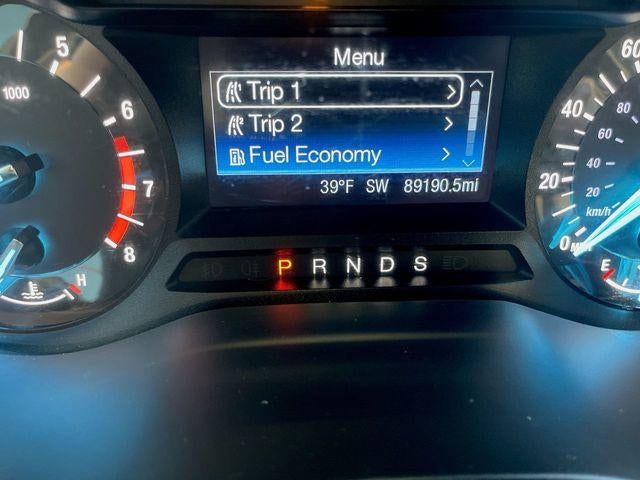 Menu
Trip 1
Trip 2
Fuel Economy
39°F SW 89190.5mi
P R N D S
5
6
7
8
1000
H
60
40
20
0 MPH
80
60
40
20
km/h
E